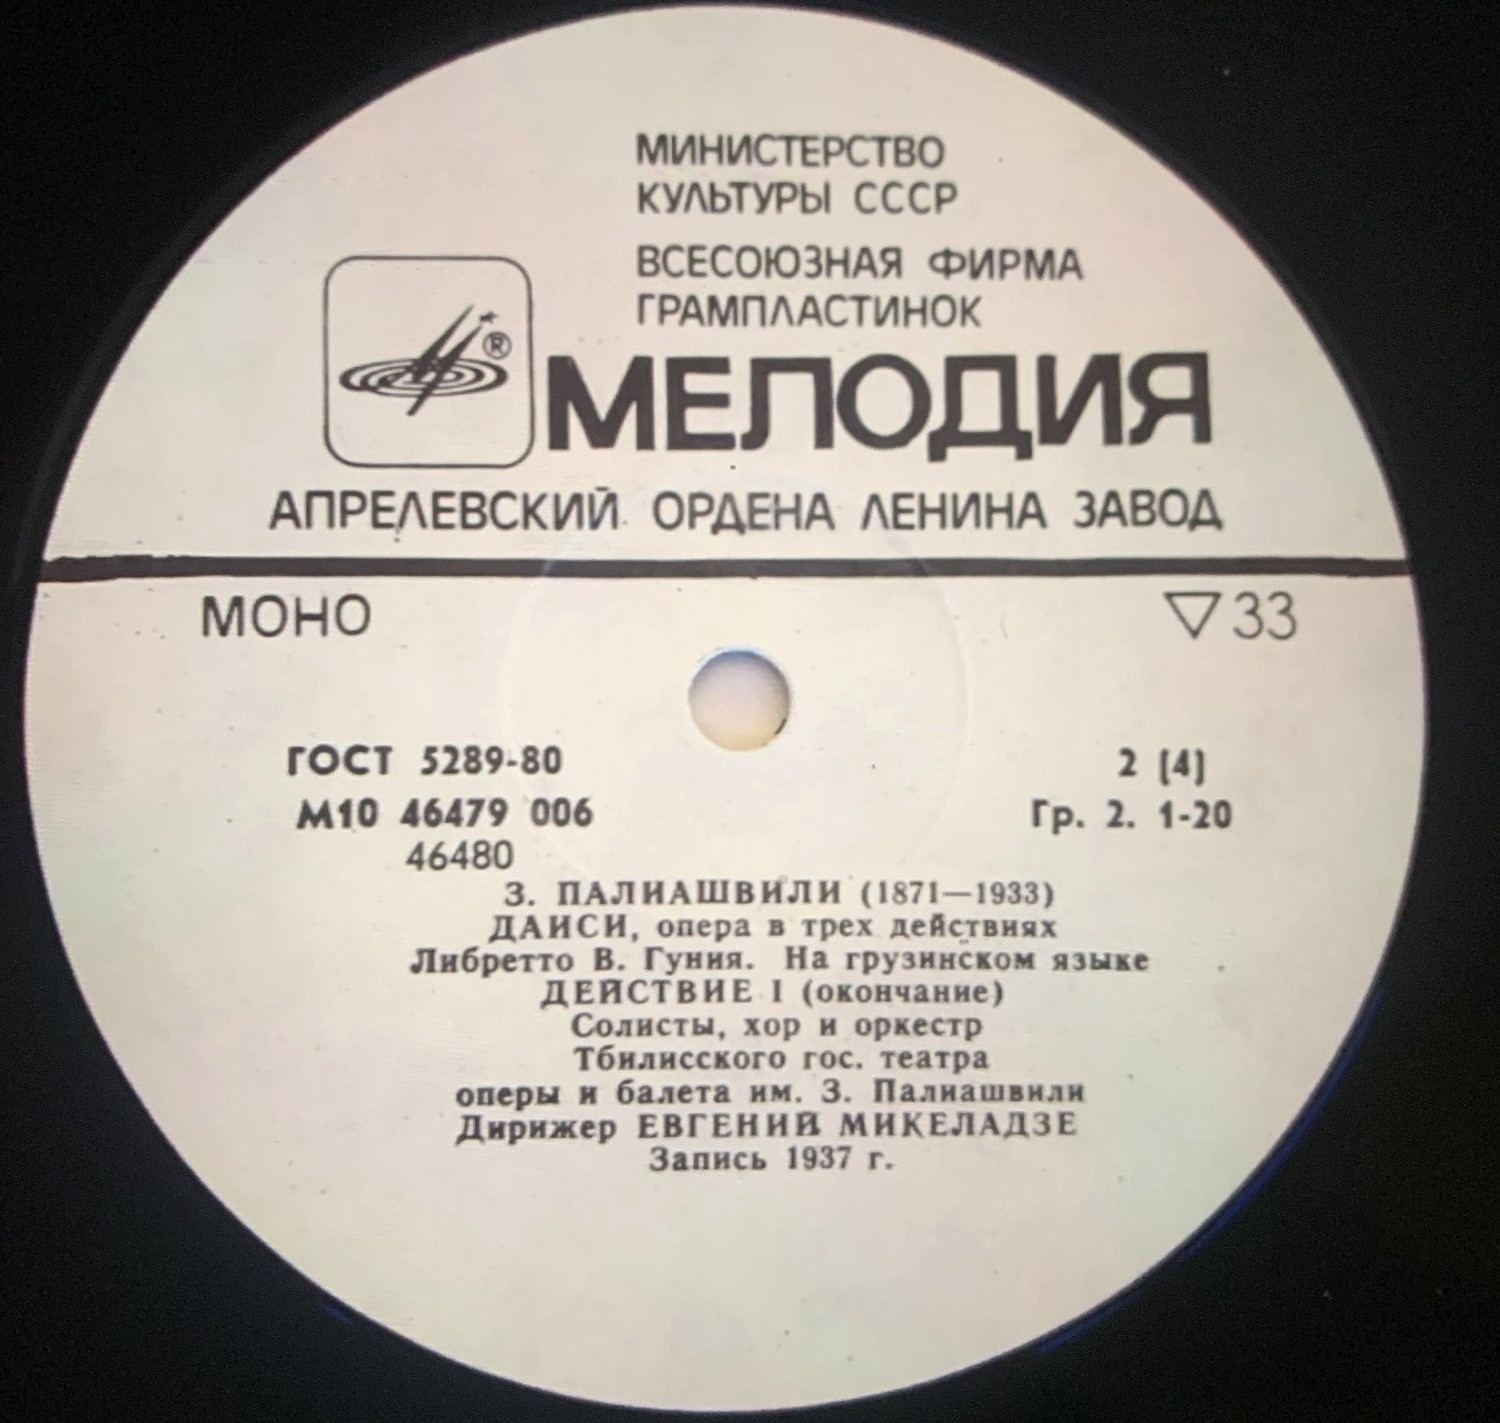 МИНИСТЕРСТВО
КУЛЬТУРЫ СССР
ВСЕСОЮЗНАЯ ФИРМА
ГРАМПЛАСТИНОК
®
МЕЛОДИЯ
АПРЕЛЕВСКИЙ ОРДЕНА ЛЕНИНА ЗАВОД
МОНО ▽33
ГОСТ 5289-80 2 (4)
М10 46479 006 Гр. 2. 1-20
46480
З. ПАЛИАШВИЛИ (1871—1933)
ДАИСИ, опера в трех действиях
Либретто В. Гуния. На грузинском языке
ДЕЙСТВИЕ I (окончание)
Солисты, хор и оркестр
Тбилисского гос. театра
оперы и балета им. З. Палиашвили
Дирижер ЕВГЕНИЙ МИКЕЛАДЗЕ
Запись 1937 г.